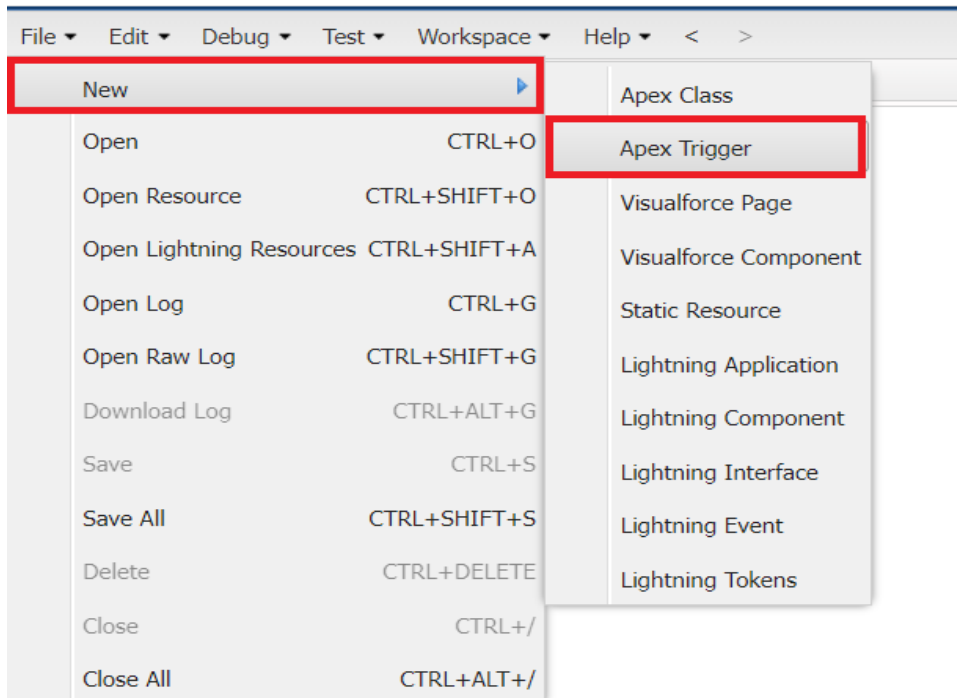 File Edit Debug Test Workspace Help < >
New
Open CTRL+O
Open Resource CTRL+SHIFT+O
Open Lightning Resources CTRL+SHIFT+A
Open Log CTRL+G
Open Raw Log CTRL+SHIFT+G
Download Log CTRL+ALT+G
Save CTRL+S
Save All CTRL+SHIFT+S
Delete CTRL+DELETE
Close CTRL+/
Close All CTRL+ALT+/
Apex Class
Apex Trigger
Visualforce Page
Visualforce Component
Static Resource
Lightning Application
Lightning Component
Lightning Interface
Lightning Event
Lightning Tokens